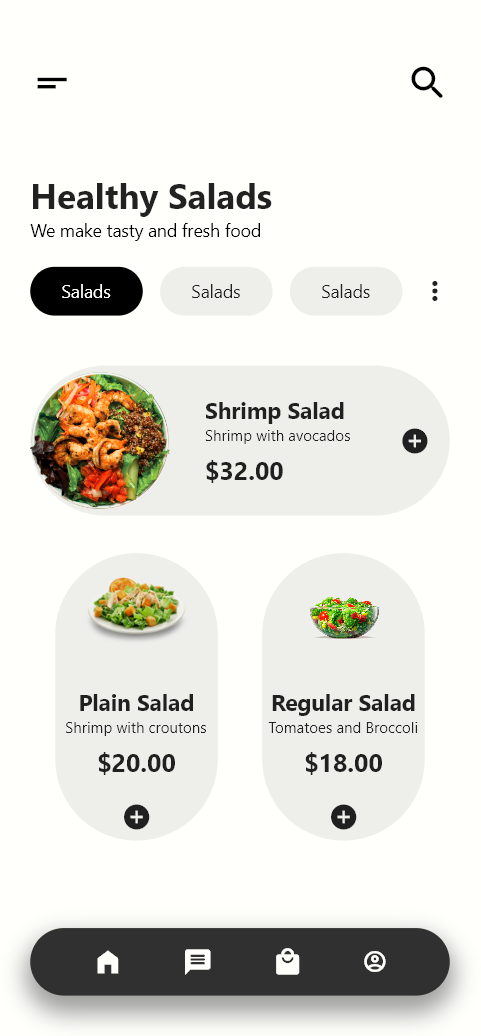 Healthy Salads
We make tasty and fresh food
Salads
Salads
Salads
Shrimp Salad
Shrimp with avocados
$32.00
Plain Salad
Shrimp with croutons
$20.00
Regular Salad
Tomatoes and Broccoli
$18.00